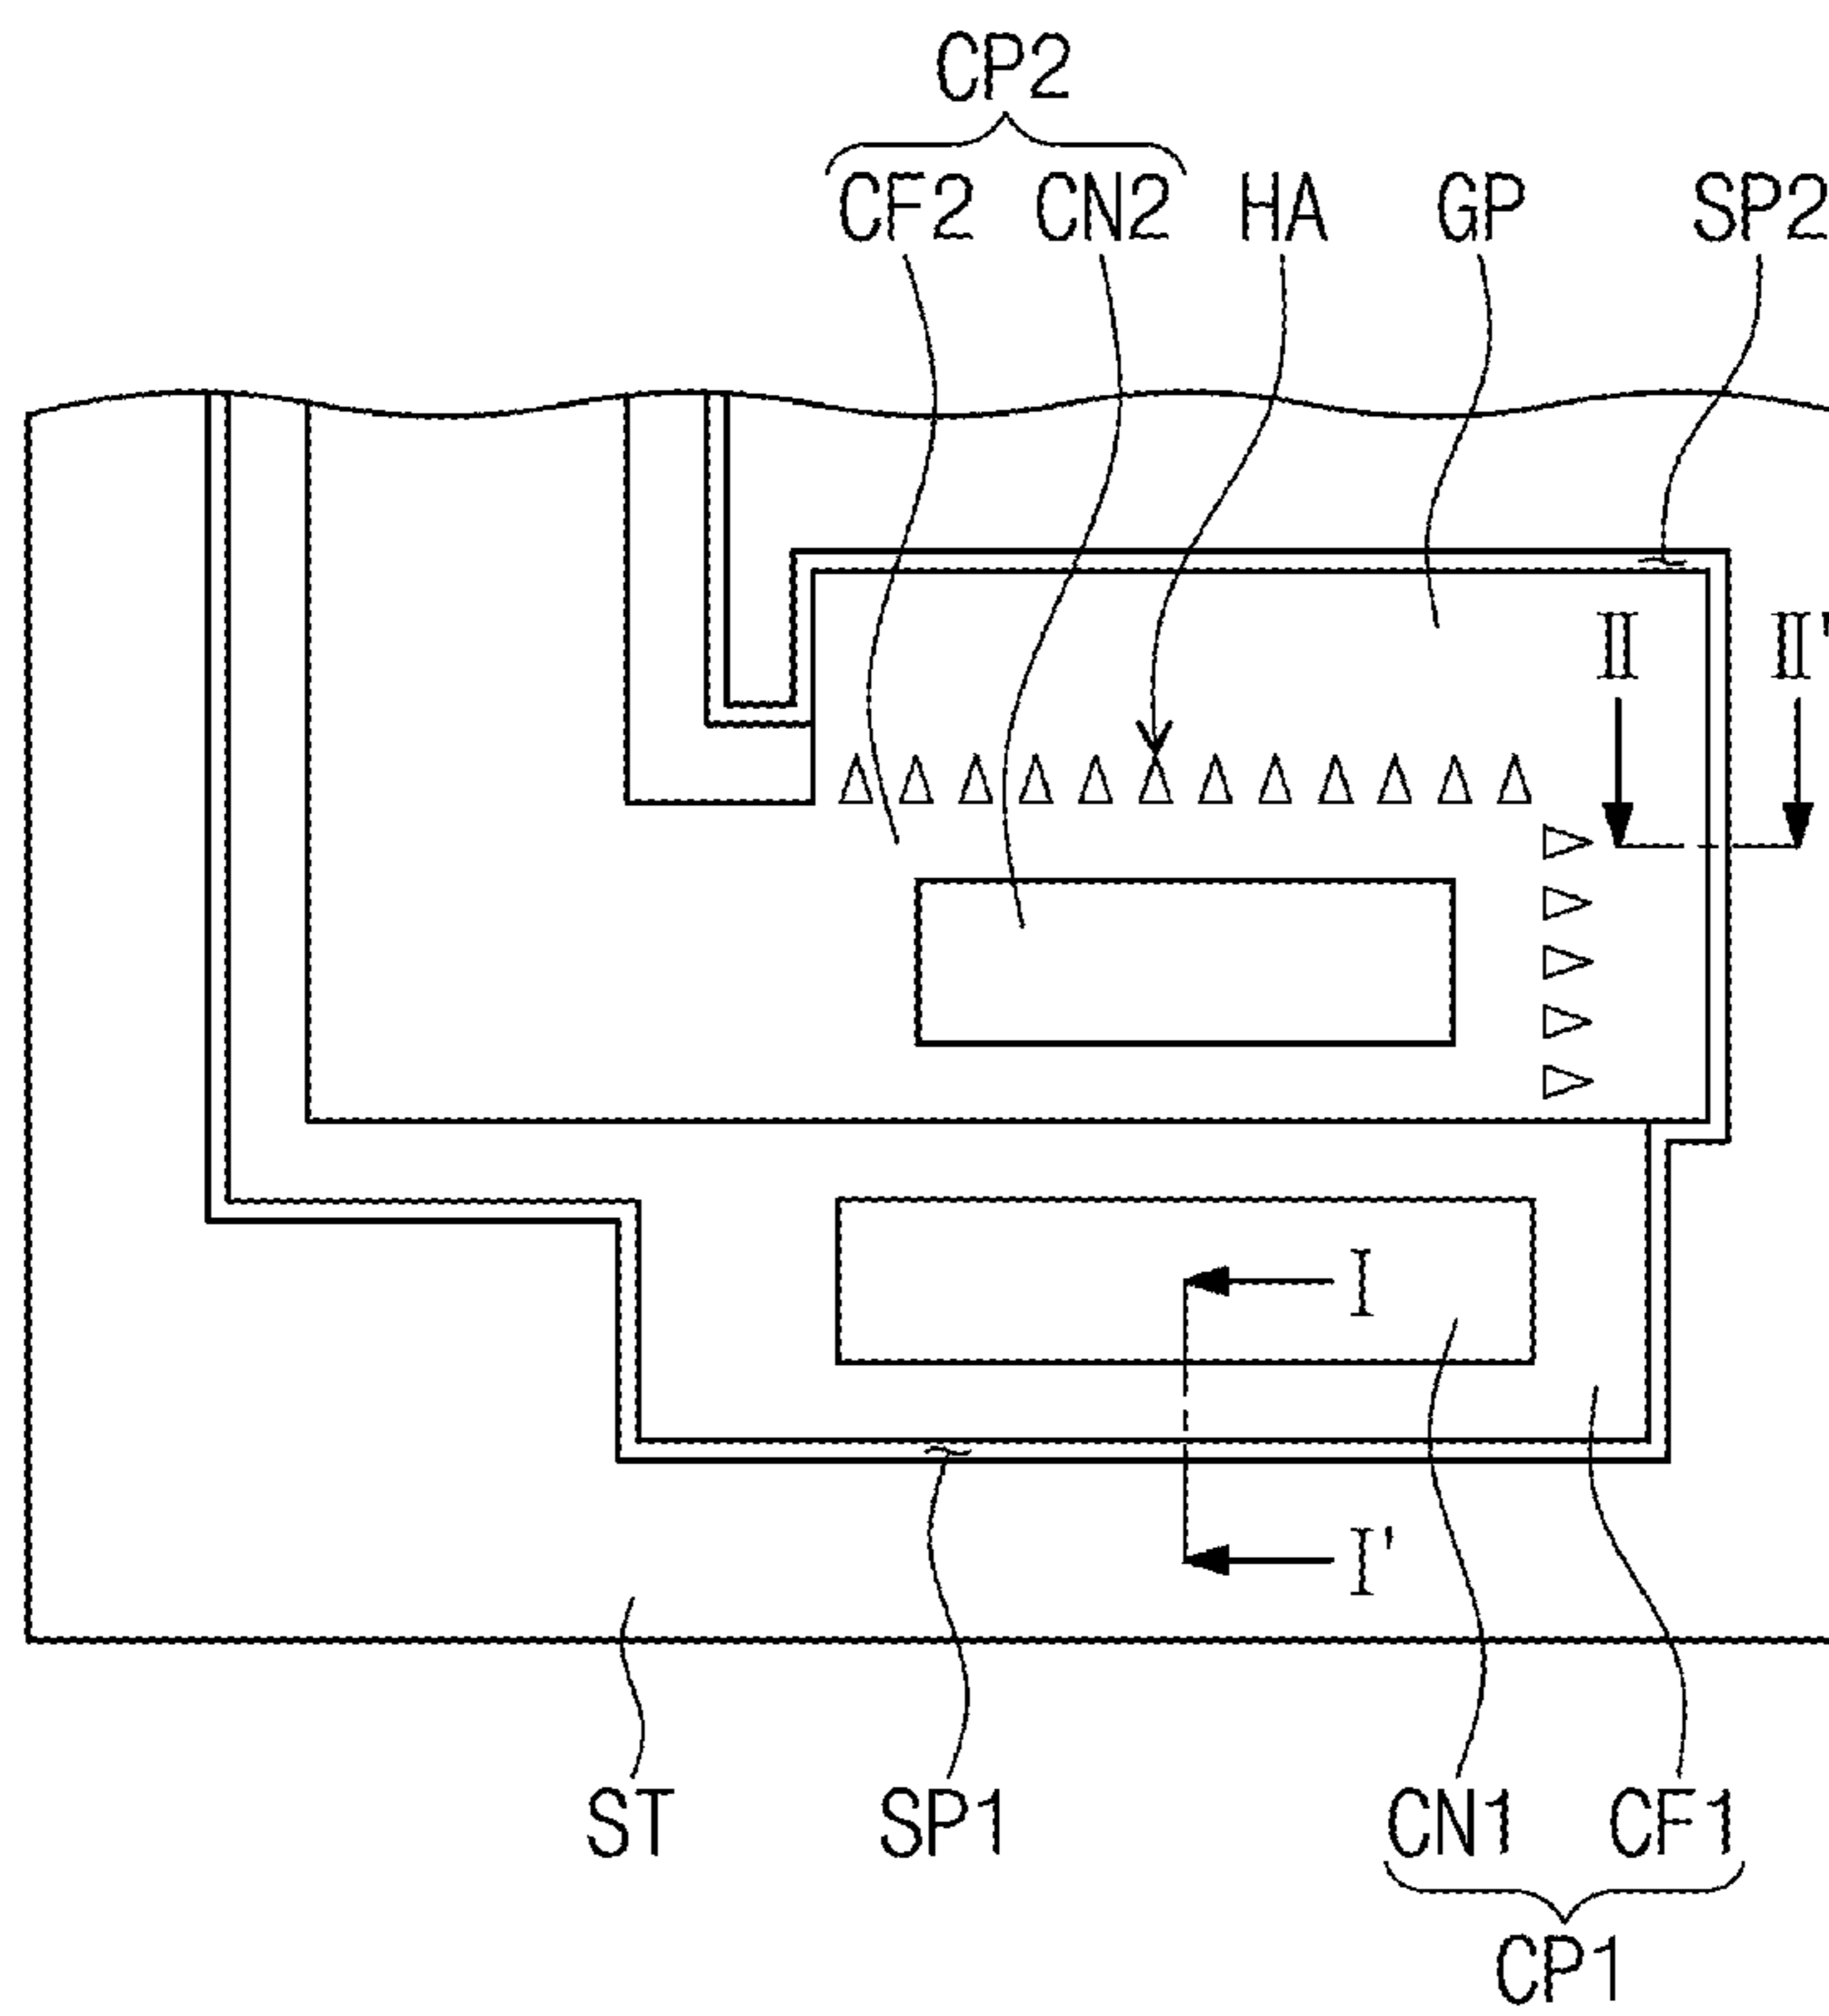 CP2
CF2 CN2 HA GP SP2
II II'
I
I'
ST SP1 CN1 CF1
CP1